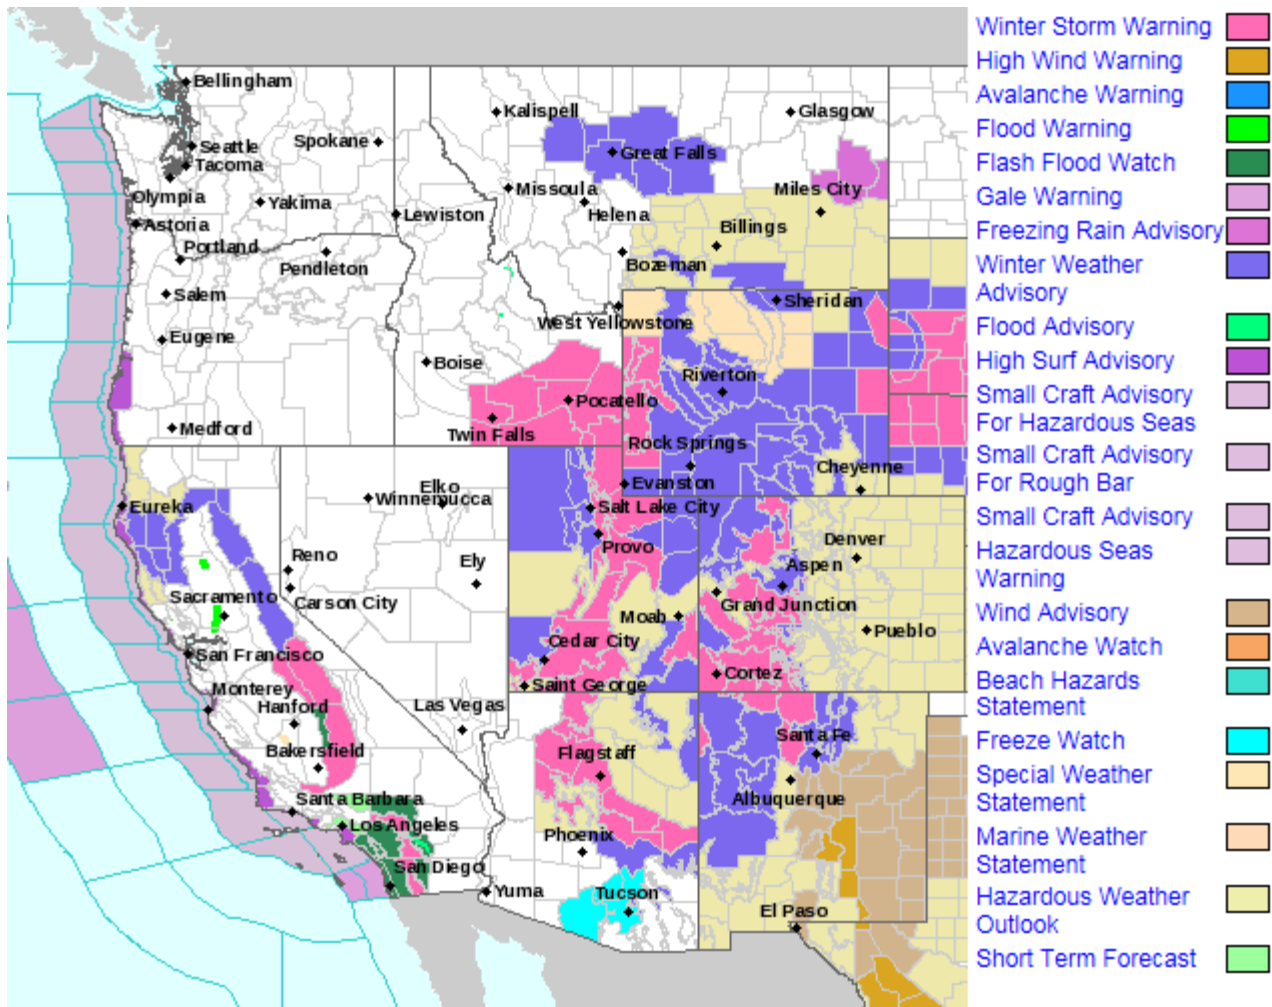 Bellingham
Seattle
Tacoma
Olympia
Spokane
Yakima
Astoria
Portland
Pendleton
Salem
Eugene
Medford
Lewiston
Kalispell
Great Falls
Glasgow
Missoula
Helena
Miles City
Billings
Bozeman
West Yellowstone
Boise
Pocatello
Twin Falls
Sheridan
Riverton
Rock Springs
Cheyenne
Evanston
Elko
Winnemucca
Reno
Ely
Carson City
Las Vegas
Salt Lake City
Provo
Moab
Cedar City
Saint George
Denver
Aspen
Grand Junction
Pueblo
Cortez
Eureka
Sacramento
San Francisco
Monterey
Hanford
Bakersfield
Santa Barbara
Los Angeles
San Diego
Flagstaff
Phoenix
Yuma
Tucson
Santa Fe
Albuquerque
El Paso
Winter Storm Warning
High Wind Warning
Avalanche Warning
Flood Warning
Flash Flood Watch
Gale Warning
Freezing Rain Advisory
Winter Weather
Advisory
Flood Advisory
High Surf Advisory
Small Craft Advisory
For Hazardous Seas
Small Craft Advisory
For Rough Bar
Small Craft Advisory
Hazardous Seas
Warning
Wind Advisory
Avalanche Watch
Beach Hazards
Statement
Freeze Watch
Special Weather
Statement
Marine Weather
Statement
Hazardous Weather
Outlook
Short Term Forecast